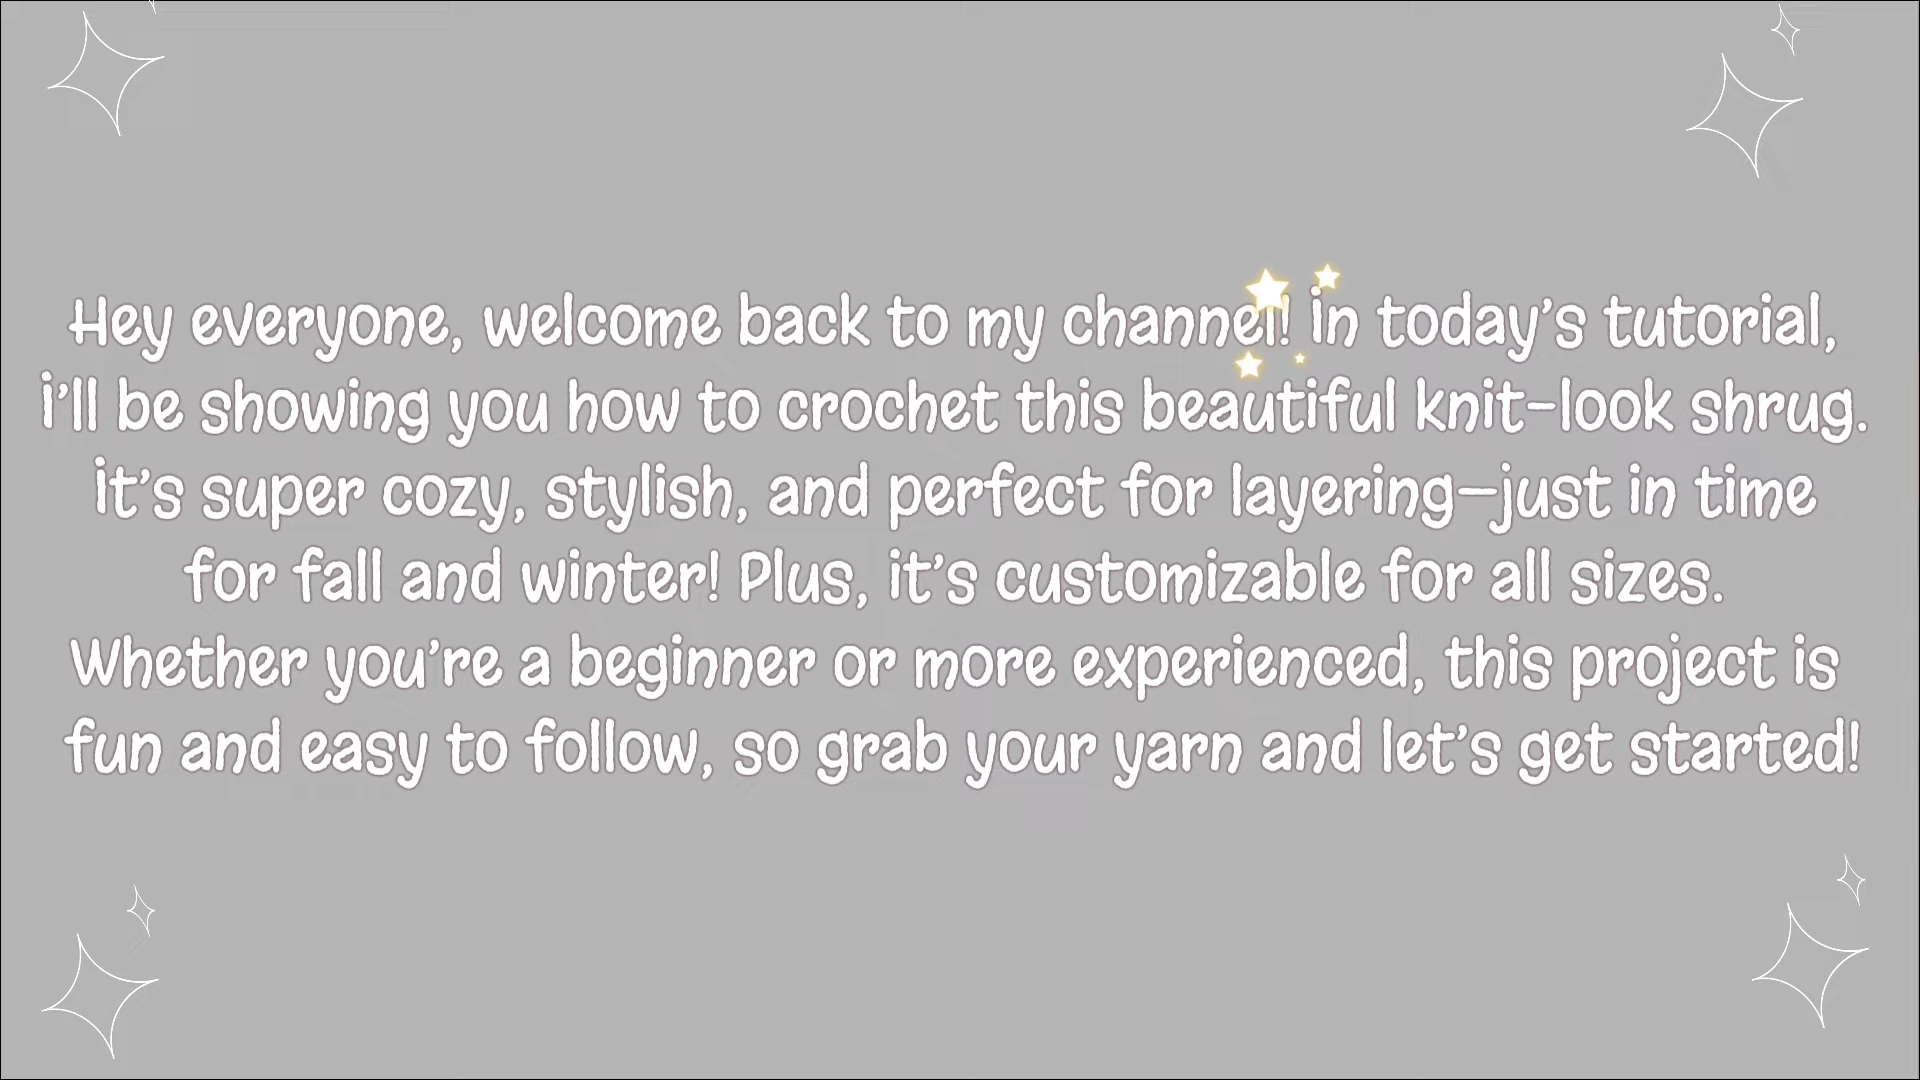 Hey everyone, welcome back to my channel! In today's tutorial,
I'll be showing you how to crochet this beautiful knit-look shrug.
It's super cozy, stylish, and perfect for layering—just in time
for fall and winter! Plus, it's customizable for all sizes.
Whether you're a beginner or more experienced, this project is
fun and easy to follow, so grab your yarn and let's get started!